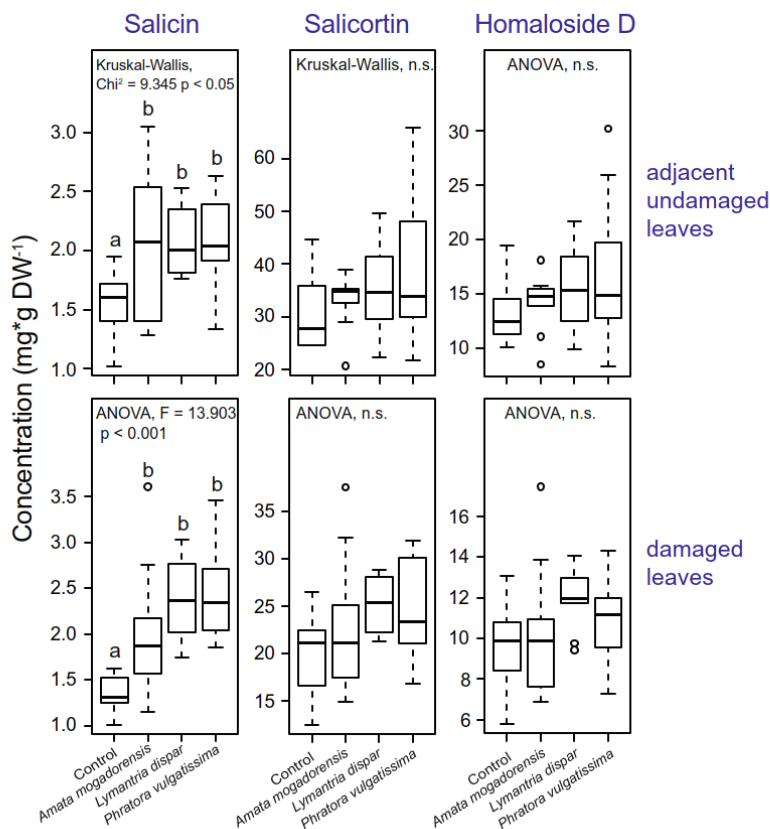 Salicin
Salicortin
Homaloside D
Concentration (mg*g DW⁻¹)
Kruskal-Wallis,
Chi² = 9.345 p < 0.05
3.0
2.5
2.0
1.5
1.0
a
b
b
b
Kruskal-Wallis, n.s.
60
50
40
30
20
ANOVA, n.s.
30
25
20
15
10
adjacent
undamaged
leaves
ANOVA, F = 13.903
p < 0.001
3.5
3.0
2.5
2.0
1.5
1.0
a
b
b
b
ANOVA, n.s.
35
30
25
20
15
ANOVA, n.s.
16
14
12
10
8
6
damaged
leaves
Control
Amata mogadorensis
Lymantria dispar
Phratora vulgatissima
Control
Amata mogadorensis
Lymantria dispar
Phratora vulgatissima
Control
Amata mogadorensis
Lymantria dispar
Phratora vulgatissima